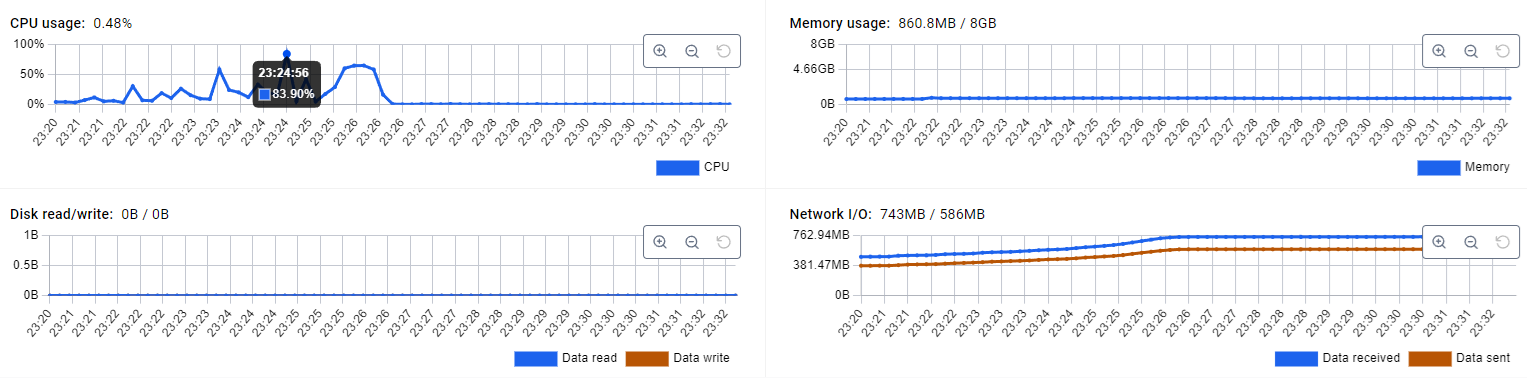 CPU usage: 0.48%
100%
50%
0%
23:24:56
83.90%
23:20 23:21 23:21 23:22 23:22 23:22 23:23 23:23 23:24 23:24 23:24 23:25 23:25 23:26 23:26 23:26 23:27 23:27 23:28 23:28 23:28 23:29 23:29 23:30 23:30 23:30 23:31 23:31 23:32
CPU
Memory usage: 860.8MB / 8GB
8GB
4.66GB
0B
23:20 23:21 23:21 23:22 23:22 23:22 23:23 23:23 23:24 23:24 23:24 23:25 23:25 23:26 23:26 23:26 23:27 23:27 23:28 23:28 23:28 23:29 23:29 23:30 23:30 23:30 23:31 23:31 23:32 23:32
Memory
Disk read/write: 0B / 0B
1B
0.5B
0B
23:20 23:21 23:21 23:22 23:22 23:22 23:23 23:23 23:24 23:24 23:24 23:25 23:25 23:26 23:26 23:26 23:27 23:27 23:28 23:28 23:28 23:29 23:29 23:30 23:30 23:30 23:31 23:31 23:32
Data read
Data write
Network I/O: 743MB / 586MB
762.94MB
381.47MB
0B
23:20 23:21 23:21 23:22 23:22 23:23 23:23 23:23 23:24 23:24 23:25 23:25 23:25 23:26 23:26 23:27 23:27 23:28 23:28 23:28 23:29 23:29 23:30 23:30 23:30 23:31 23:31 23:32
Data received
Data sent